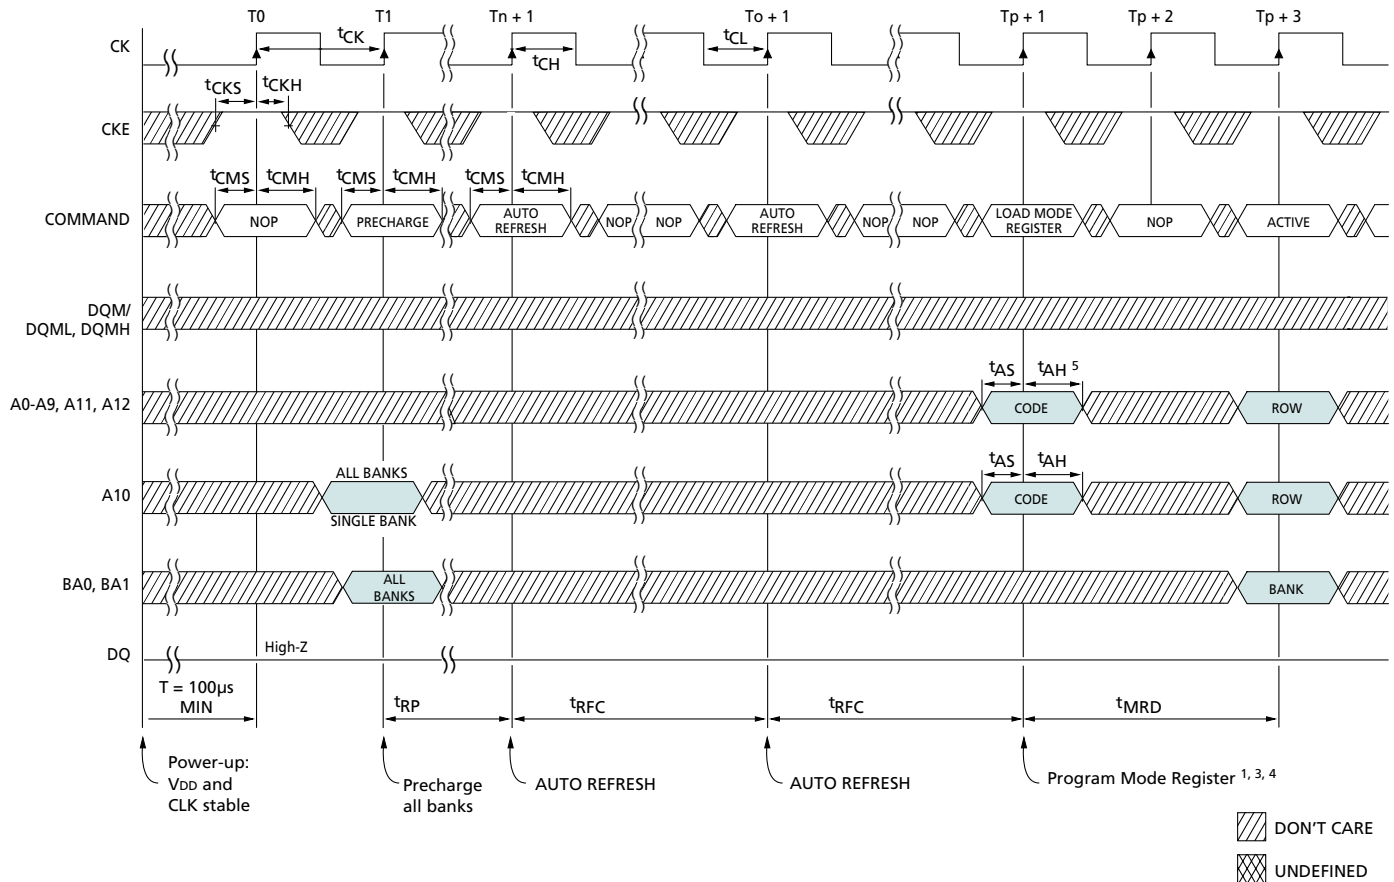 T0 T1 Tn + 1 To + 1 Tp + 1 Tp + 2 Tp + 3
CK
tCK
tCH
tCL
tCKS tCKH
CKE
tCMS tCMH tCMS tCMH tCMS tCMH
COMMAND
NOP PRECHARGE AUTO REFRESH NOP NOP AUTO REFRESH NOP NOP LOAD MODE REGISTER NOP ACTIVE
DQM/
DQML, DQMH
tAS tAH 5
A0-A9, A11, A12
CODE ROW
tAS tAH
ALL BANKS
A10
CODE ROW
SINGLE BANK
BA0, BA1
ALL BANKS
BANK
DQ
High-Z
T = 100µs
MIN
tRP tRFC tRFC tMRD
Power-up:
VDD and
CLK stable
Precharge
all banks
AUTO REFRESH
AUTO REFRESH
Program Mode Register 1, 3, 4
DON'T CARE
UNDEFINED